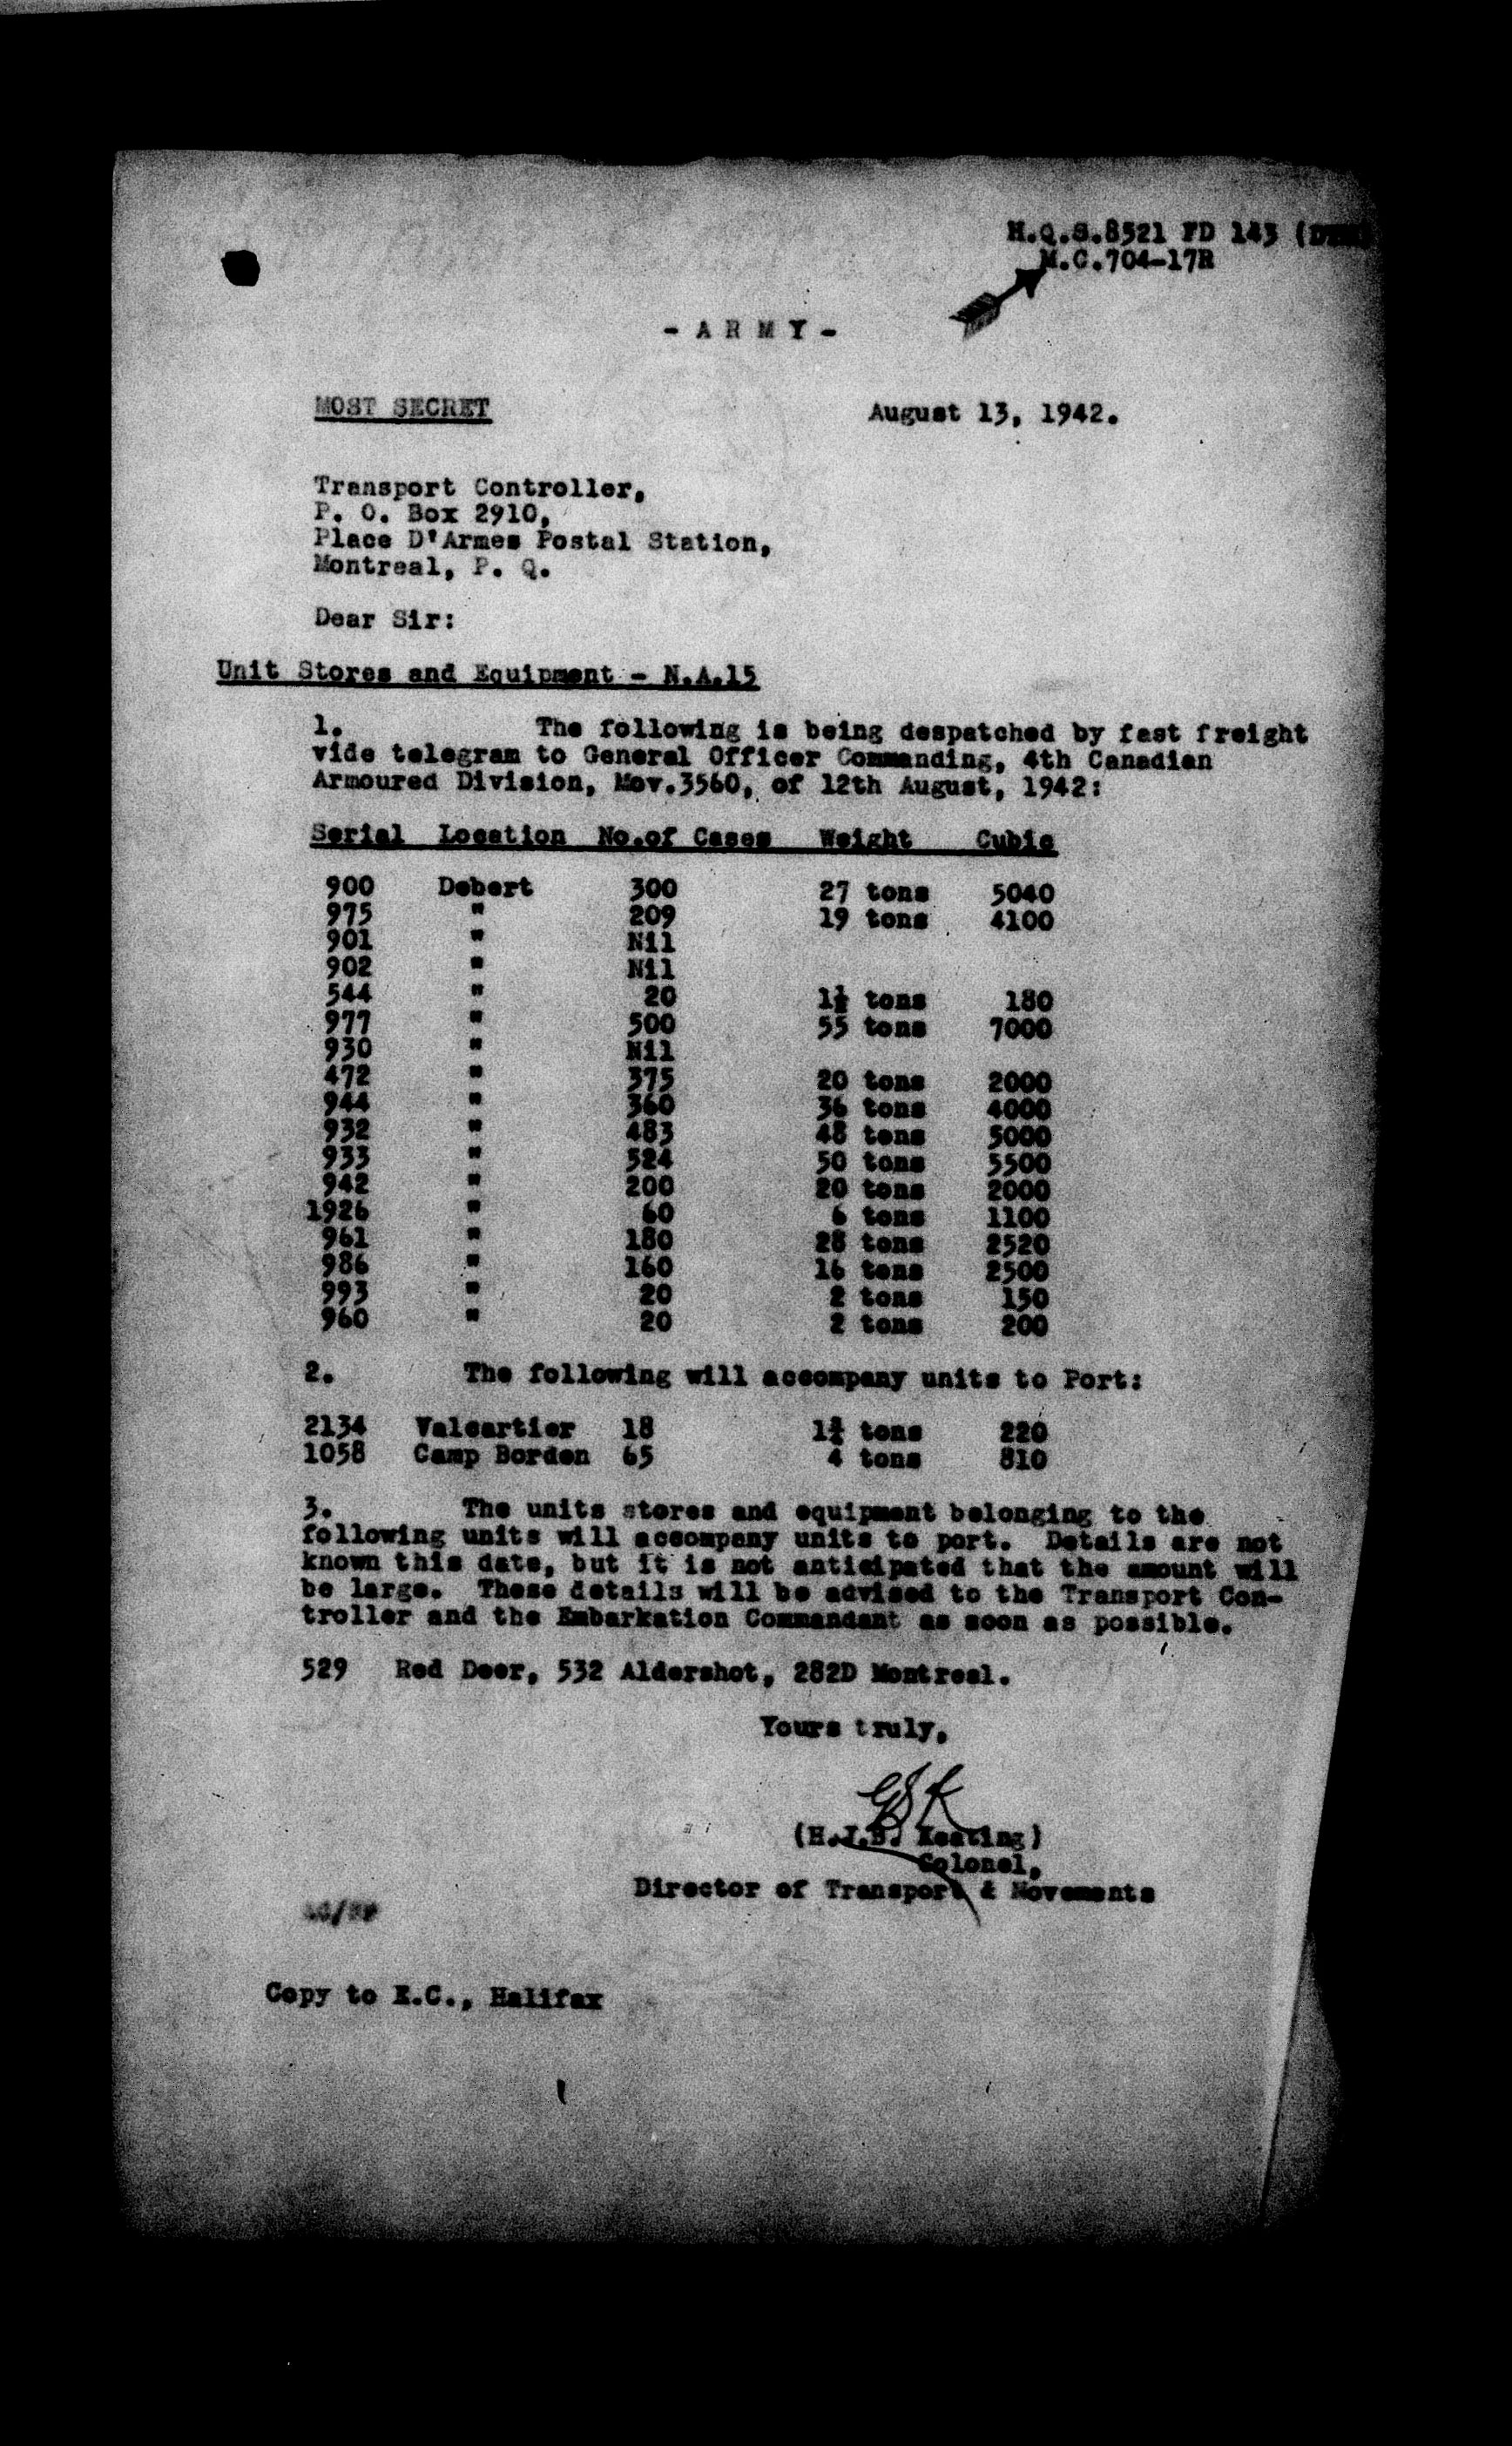 H.Q.S.8521 FD 143
M.C.704-17R
- A R M Y -
MOST SECRET
August 13, 1942.
Transport Controller,
P. O. Box 2910,
Place D'Armes Postal Station,
Montreal, P. Q.
Dear Sir:
Unit Stores and Equipment - N.A.15
1. The following is being despatched by fast freight
vide telegram to General Officer Commanding, 4th Canadian
Armoured Division, Mov.3560, of 12th August, 1942:
Serial Location No.of Cases Weight Cubic
900 Debert 300 27 tons 5040
975 " 209 19 tons 4100
901 " Nil
902 " Nil
544 " 20 1½ tons 180
977 " 500 55 tons 7000
930 " Nil
472 " 375 20 tons 2000
944 " 360 36 tons 4000
932 " 483 48 tons 5000
933 " 524 50 tons 5500
942 " 200 20 tons 2000
1926 " 60 6 tons 1100
961 " 180 28 tons 2520
986 " 160 16 tons 2500
993 " 20 2 tons 150
960 " 20 2 tons 200
2. The following will accompany units to Port:
2134 Valcartier 18 1¾ tons 220
1058 Camp Borden 65 4 tons 810
3. The units stores and equipment belonging to the
following units will accompany units to port. Details are not
known this date, but it is not anticipated that the amount will
be large. These details will be advised to the Transport Con-
troller and the Embarkation Commandant as soon as possible.
529 Red Deer, 532 Aldershot, 282D Montreal.
Yours truly,
(H.J.B. Keating)
Colonel,
Director of Transport & Movements
Copy to E.C., Halifax